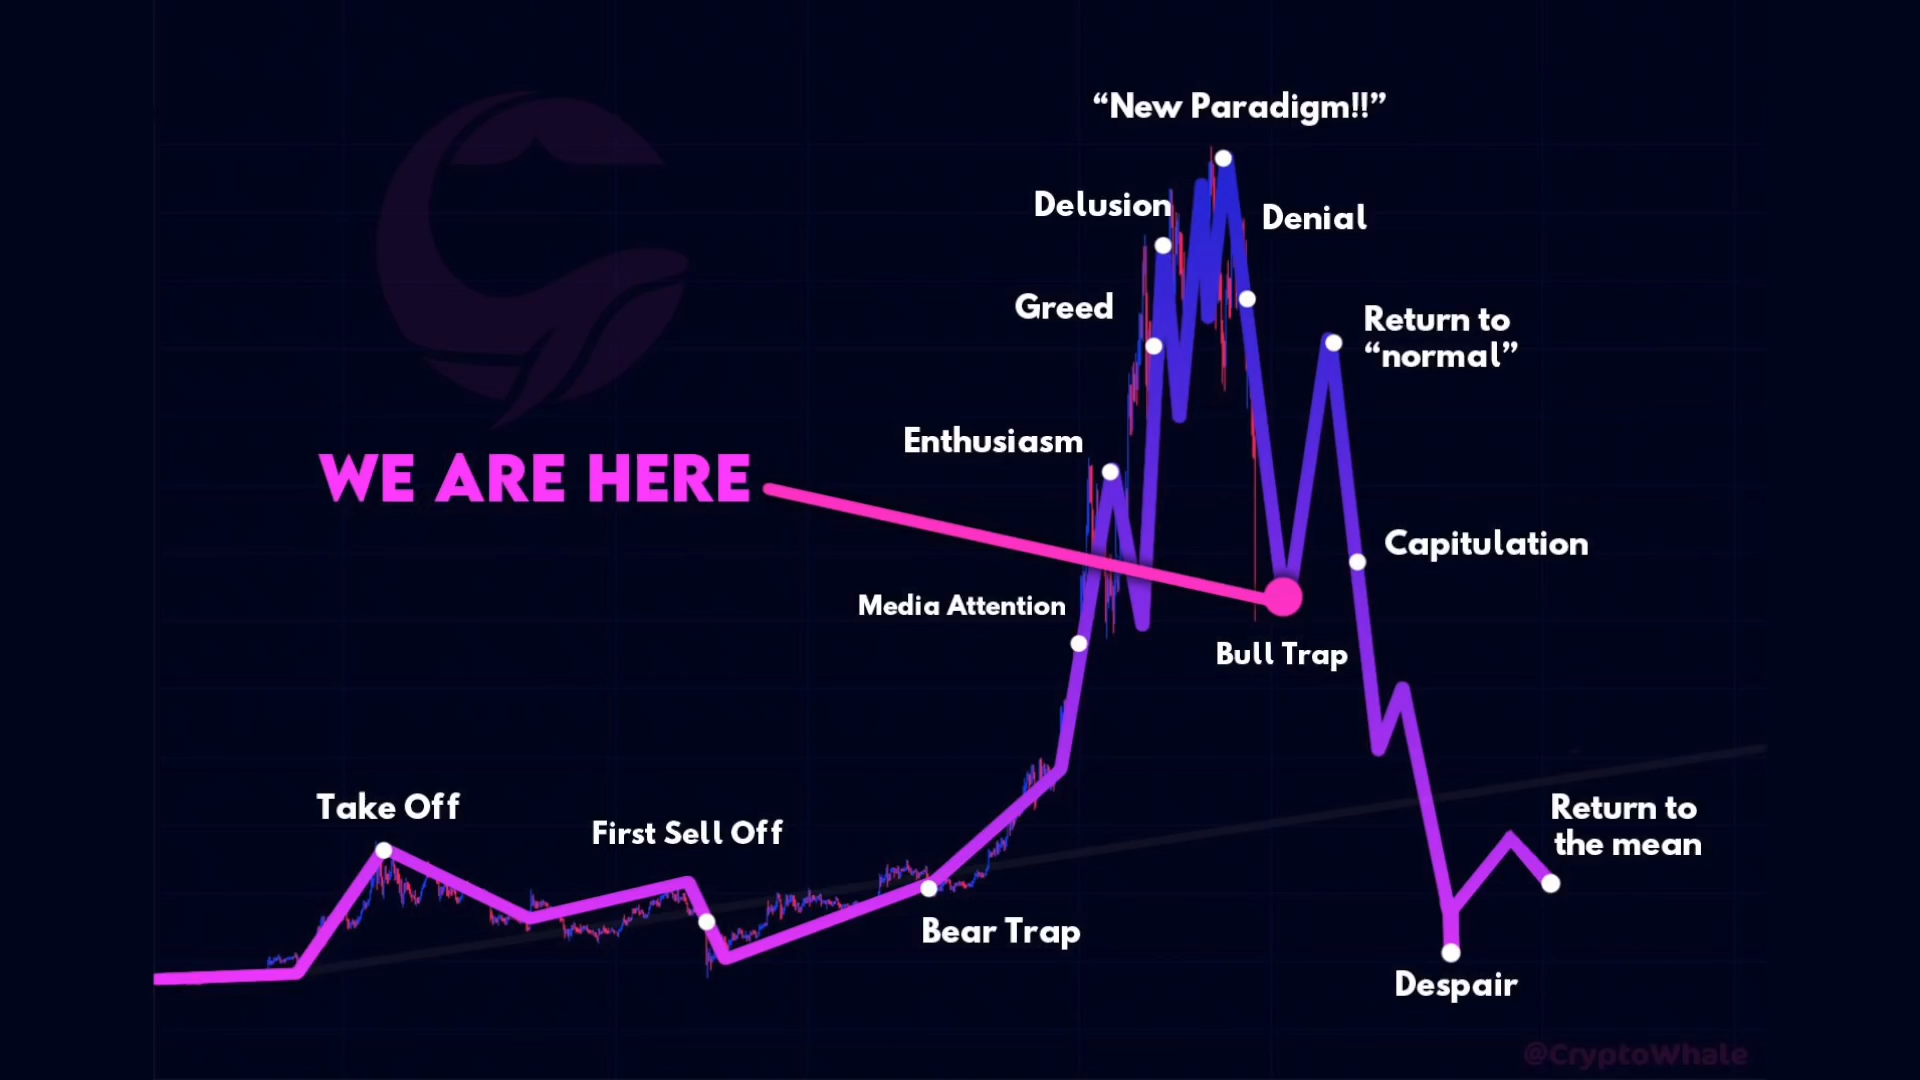 “New Paradigm!!”
Delusion
Denial
Greed
Return to
“normal”
Enthusiasm
WE ARE HERE
Capitulation
Media Attention
Bull Trap
Take Off
First Sell Off
Return to
the mean
Bear Trap
Despair
@CryptoWhale